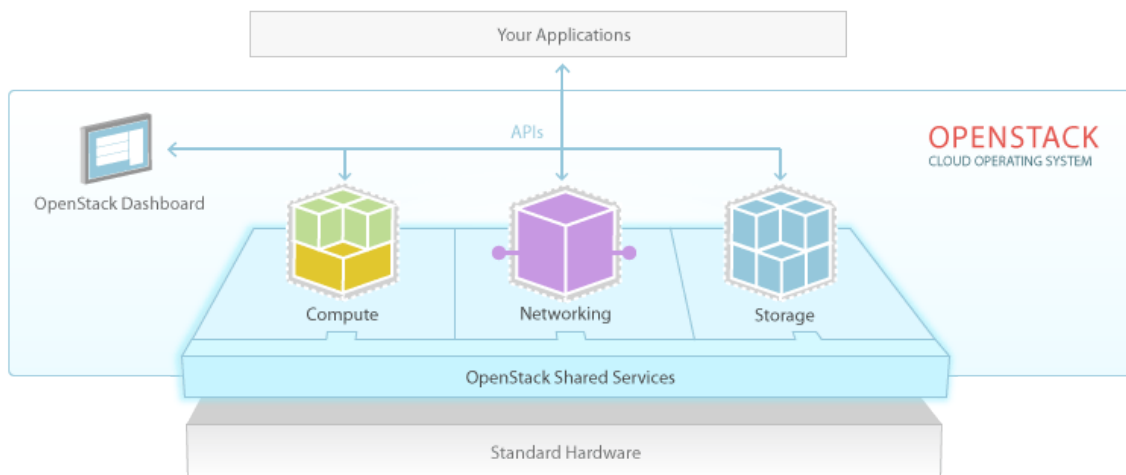 Your Applications
APIs
OPENSTACK
CLOUD OPERATING SYSTEM
OpenStack Dashboard
Compute
Networking
Storage
OpenStack Shared Services
Standard Hardware